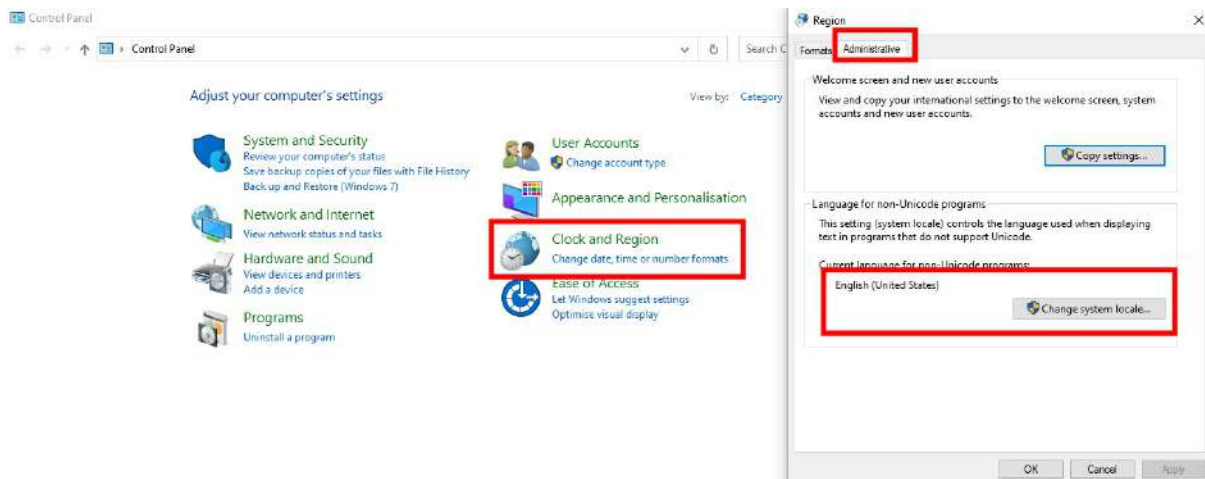 Control Panel
Control Panel
Search C
Adjust your computer's settings
View by: Category
System and Security
Review your computer's status
Save backup copies of your files with File History
Back up and Restore (Windows 7)
Network and Internet
View network status and tasks
Hardware and Sound
View devices and printers
Add a device
Programs
Uninstall a program
User Accounts
Change account type
Appearance and Personalisation
Clock and Region
Change date, time or number formats
Ease of Access
Let Windows suggest settings
Optimise visual display
Region
Formats Administrative
Welcome screen and new user accounts
View and copy your international settings to the welcome screen, system
accounts and new user accounts.
Copy settings...
Language for non-Unicode programs
This setting (system locale) controls the language used when displaying
text in programs that do not support Unicode.
Current language for non-Unicode programs:
English (United States)
Change system locale...
OK Cancel Apply